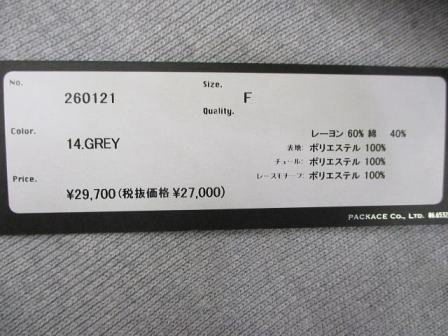 No. 260121 Size. F
Quality.
Color. 14.GREY
レーヨン 60% 綿 40%
表地: ポリエステル 100%
チュール: ポリエステル 100%
レースモチーフ: ポリエステル 100%
Price. ¥29,700(税抜価格 ¥27,000)
PACKAGE Co., LTD.